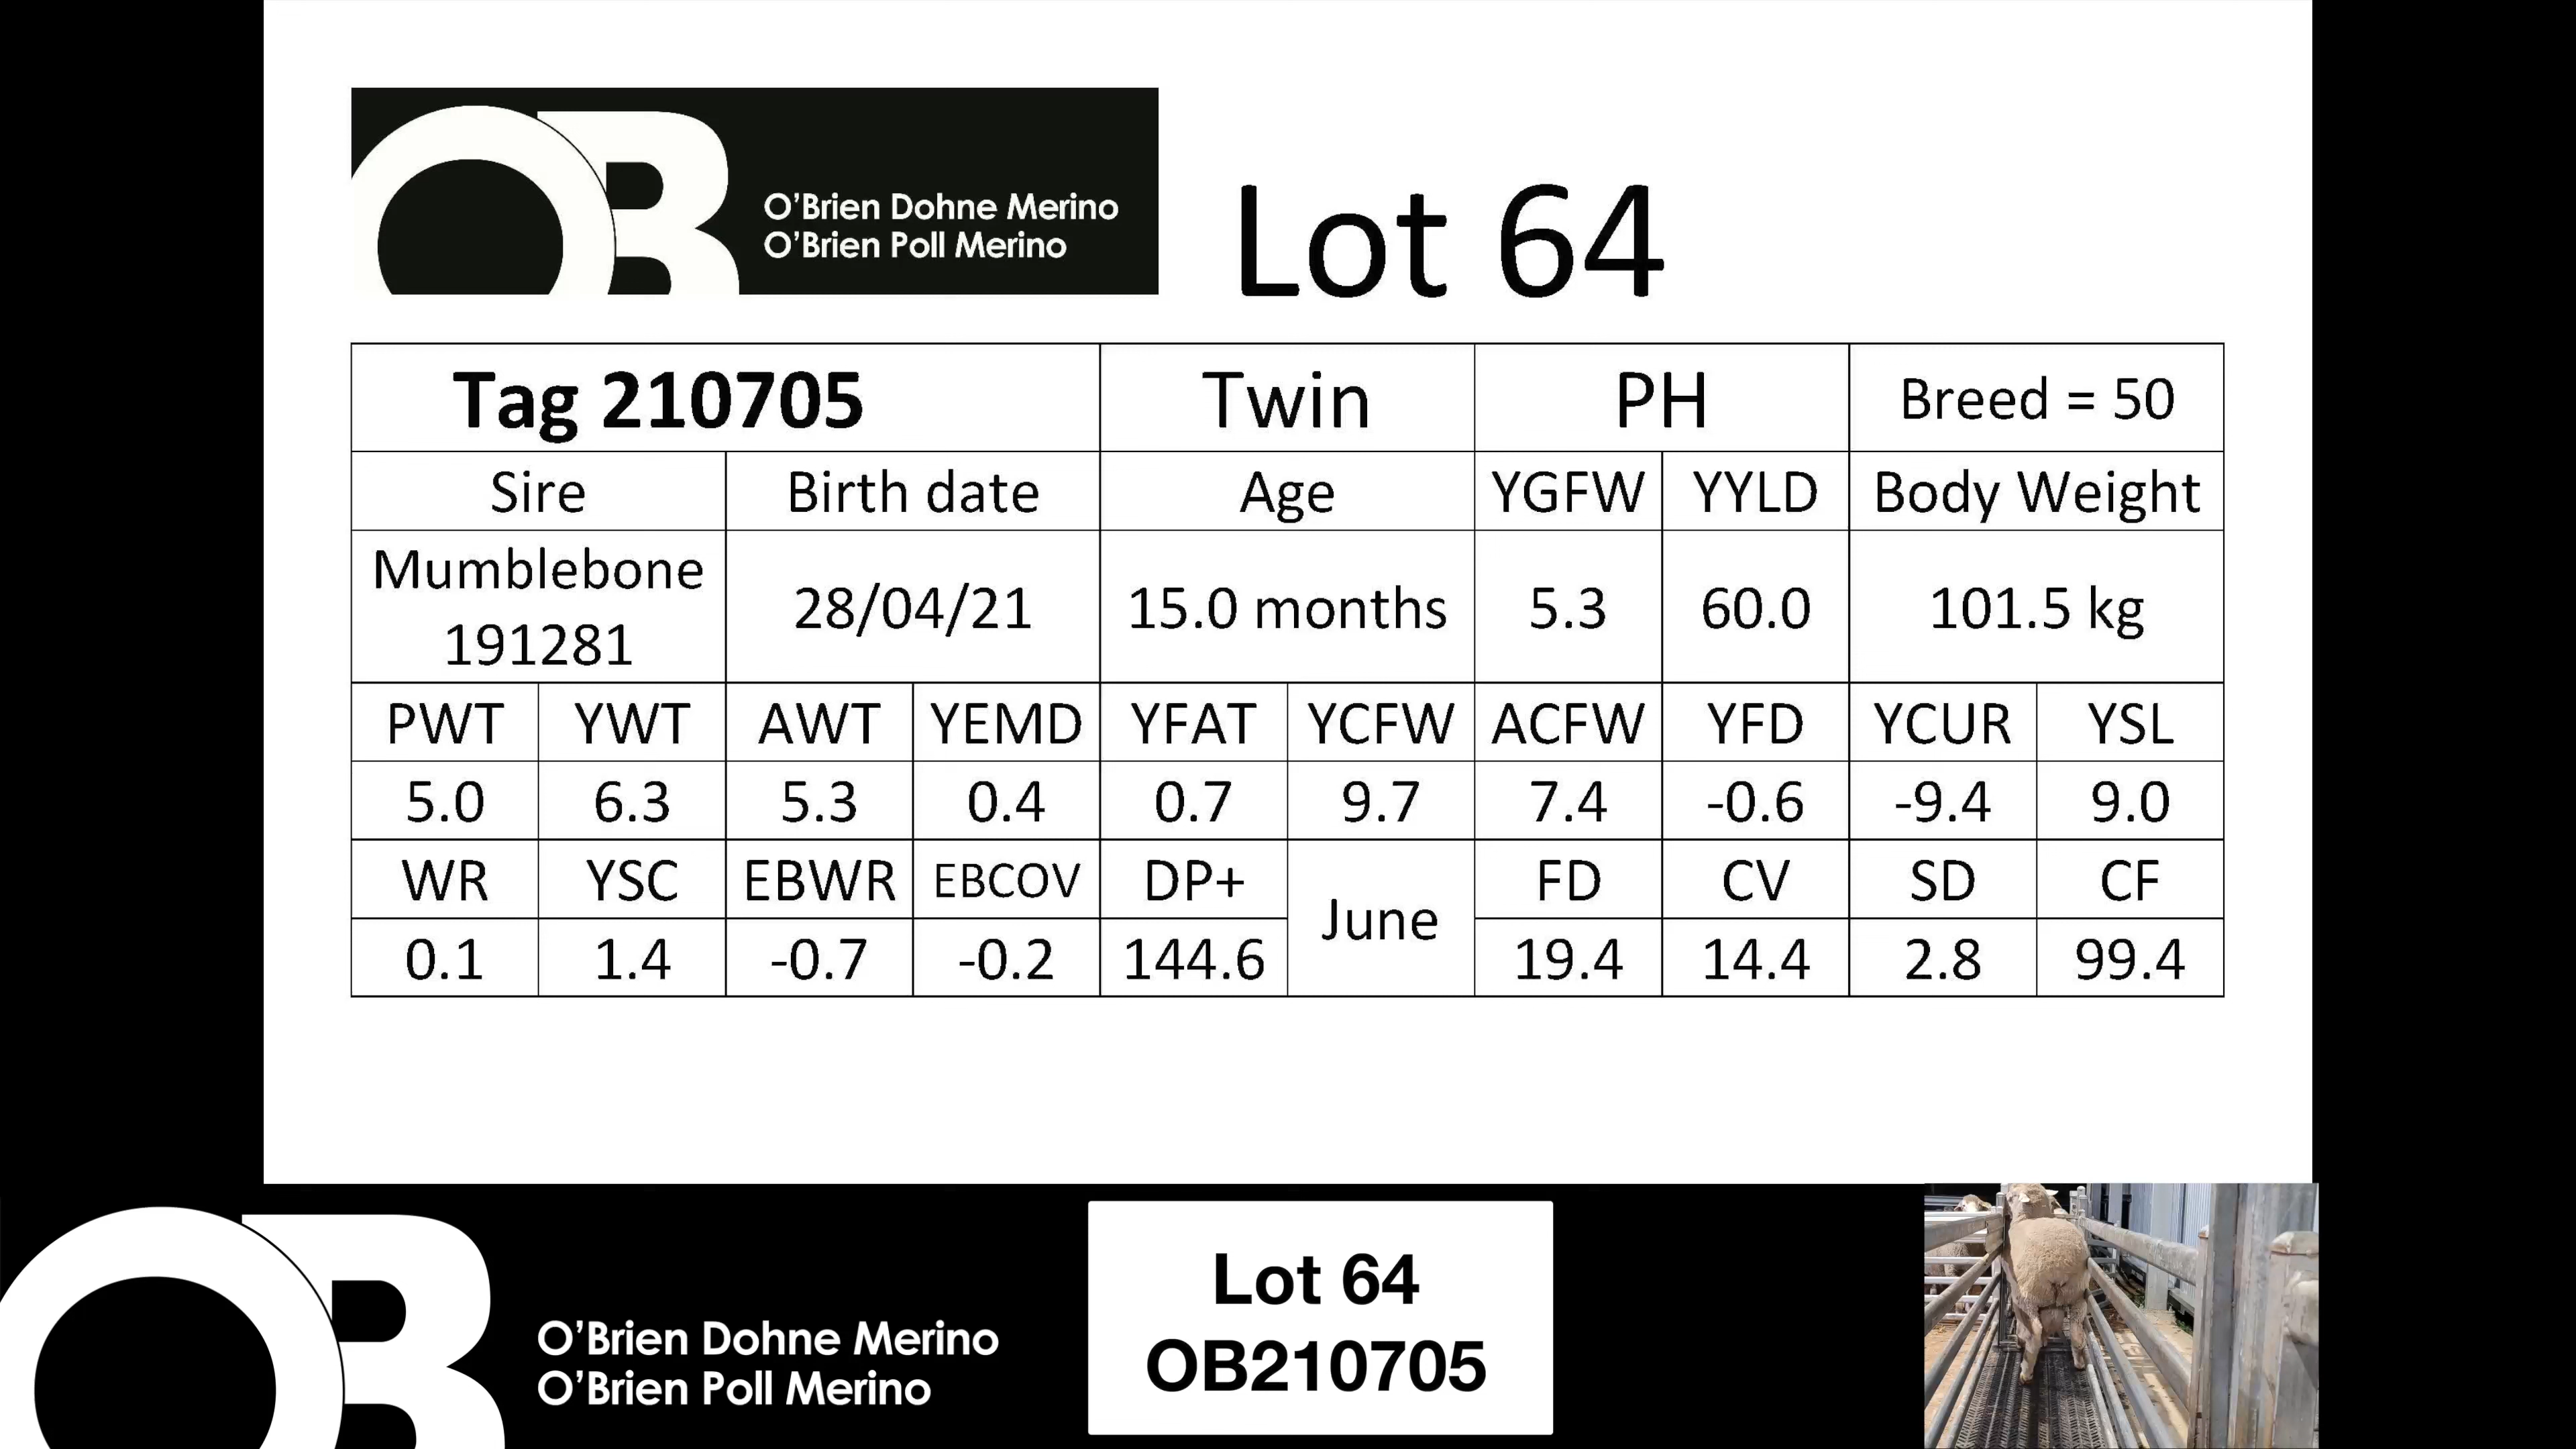 OB
O'Brien Dohne Merino
O'Brien Poll Merino
Lot 64
Tag 210705 Twin PH Breed = 50
Sire Birth date Age YGFW YYLD Body Weight
Mumblebone
191281
28/04/21 15.0 months 5.3 60.0 101.5 kg
PWT YWT AWT YEMD YFAT YCFW ACFW YFD YCUR YSL
5.0 6.3 5.3 0.4 0.7 9.7 7.4 -0.6 -9.4 9.0
WR YSC EBWR EBCOV DP+ June FD CV SD CF
0.1 1.4 -0.7 -0.2 144.6 19.4 14.4 2.8 99.4
OB
O'Brien Dohne Merino
O'Brien Poll Merino
Lot 64
OB210705